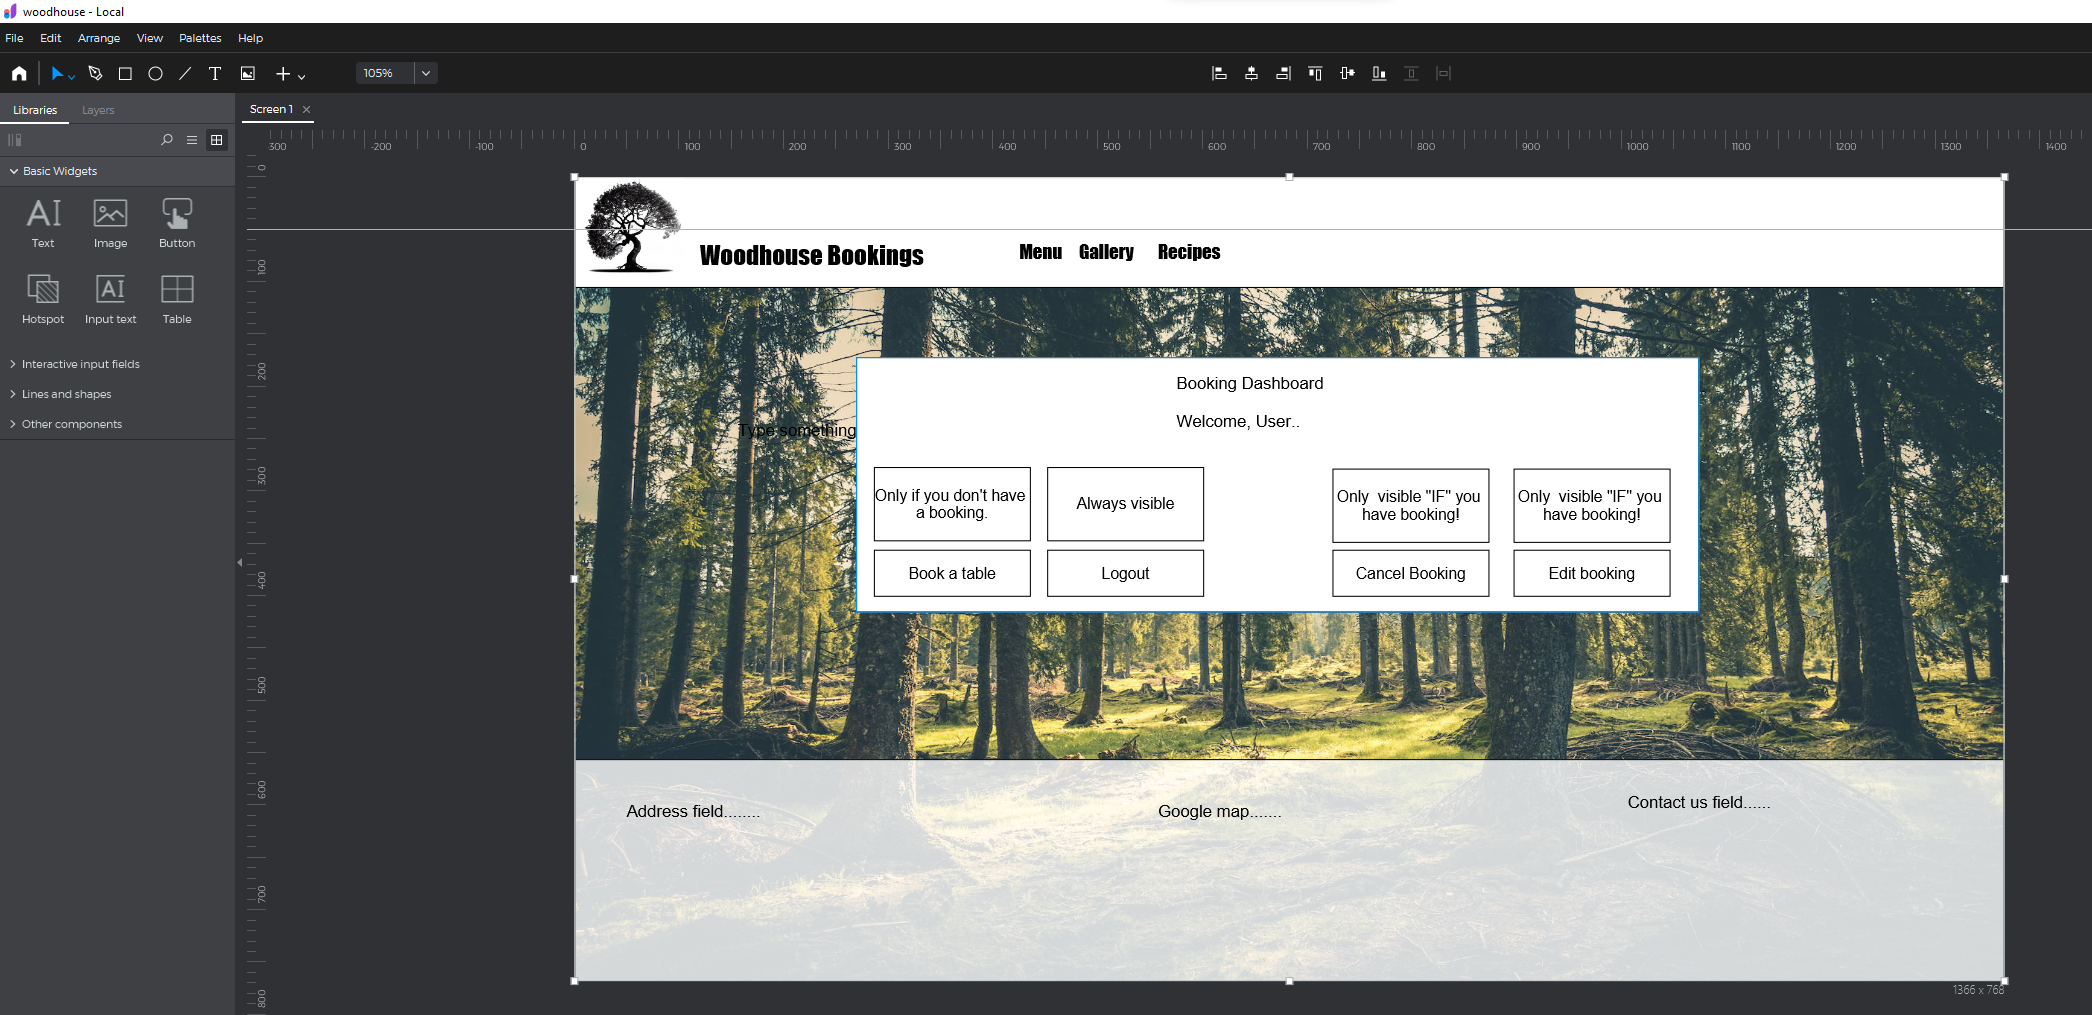 woodhouse - Local
File Edit Arrange View Palettes Help
105%
Libraries Layers
Screen 1
300 -200 -100 0 100 200 300 400 500 600 700 800 900 1000 1100 1200 1300 1400
Basic Widgets
Text Image Button
Hotspot Input text Table
Interactive input fields
Lines and shapes
Other components
0
100
200
300
400
500
600
700
800
Woodhouse Bookings
Menu Gallery Recipes
Booking Dashboard
Welcome, User..
Type something
Only if you don't have
a booking.
Always visible
Only  visible "IF" you
have booking!
Only  visible "IF" you
have booking!
Book a table
Logout
Cancel Booking
Edit booking
Address field........
Google map.......
Contact us field......
1366 x 768